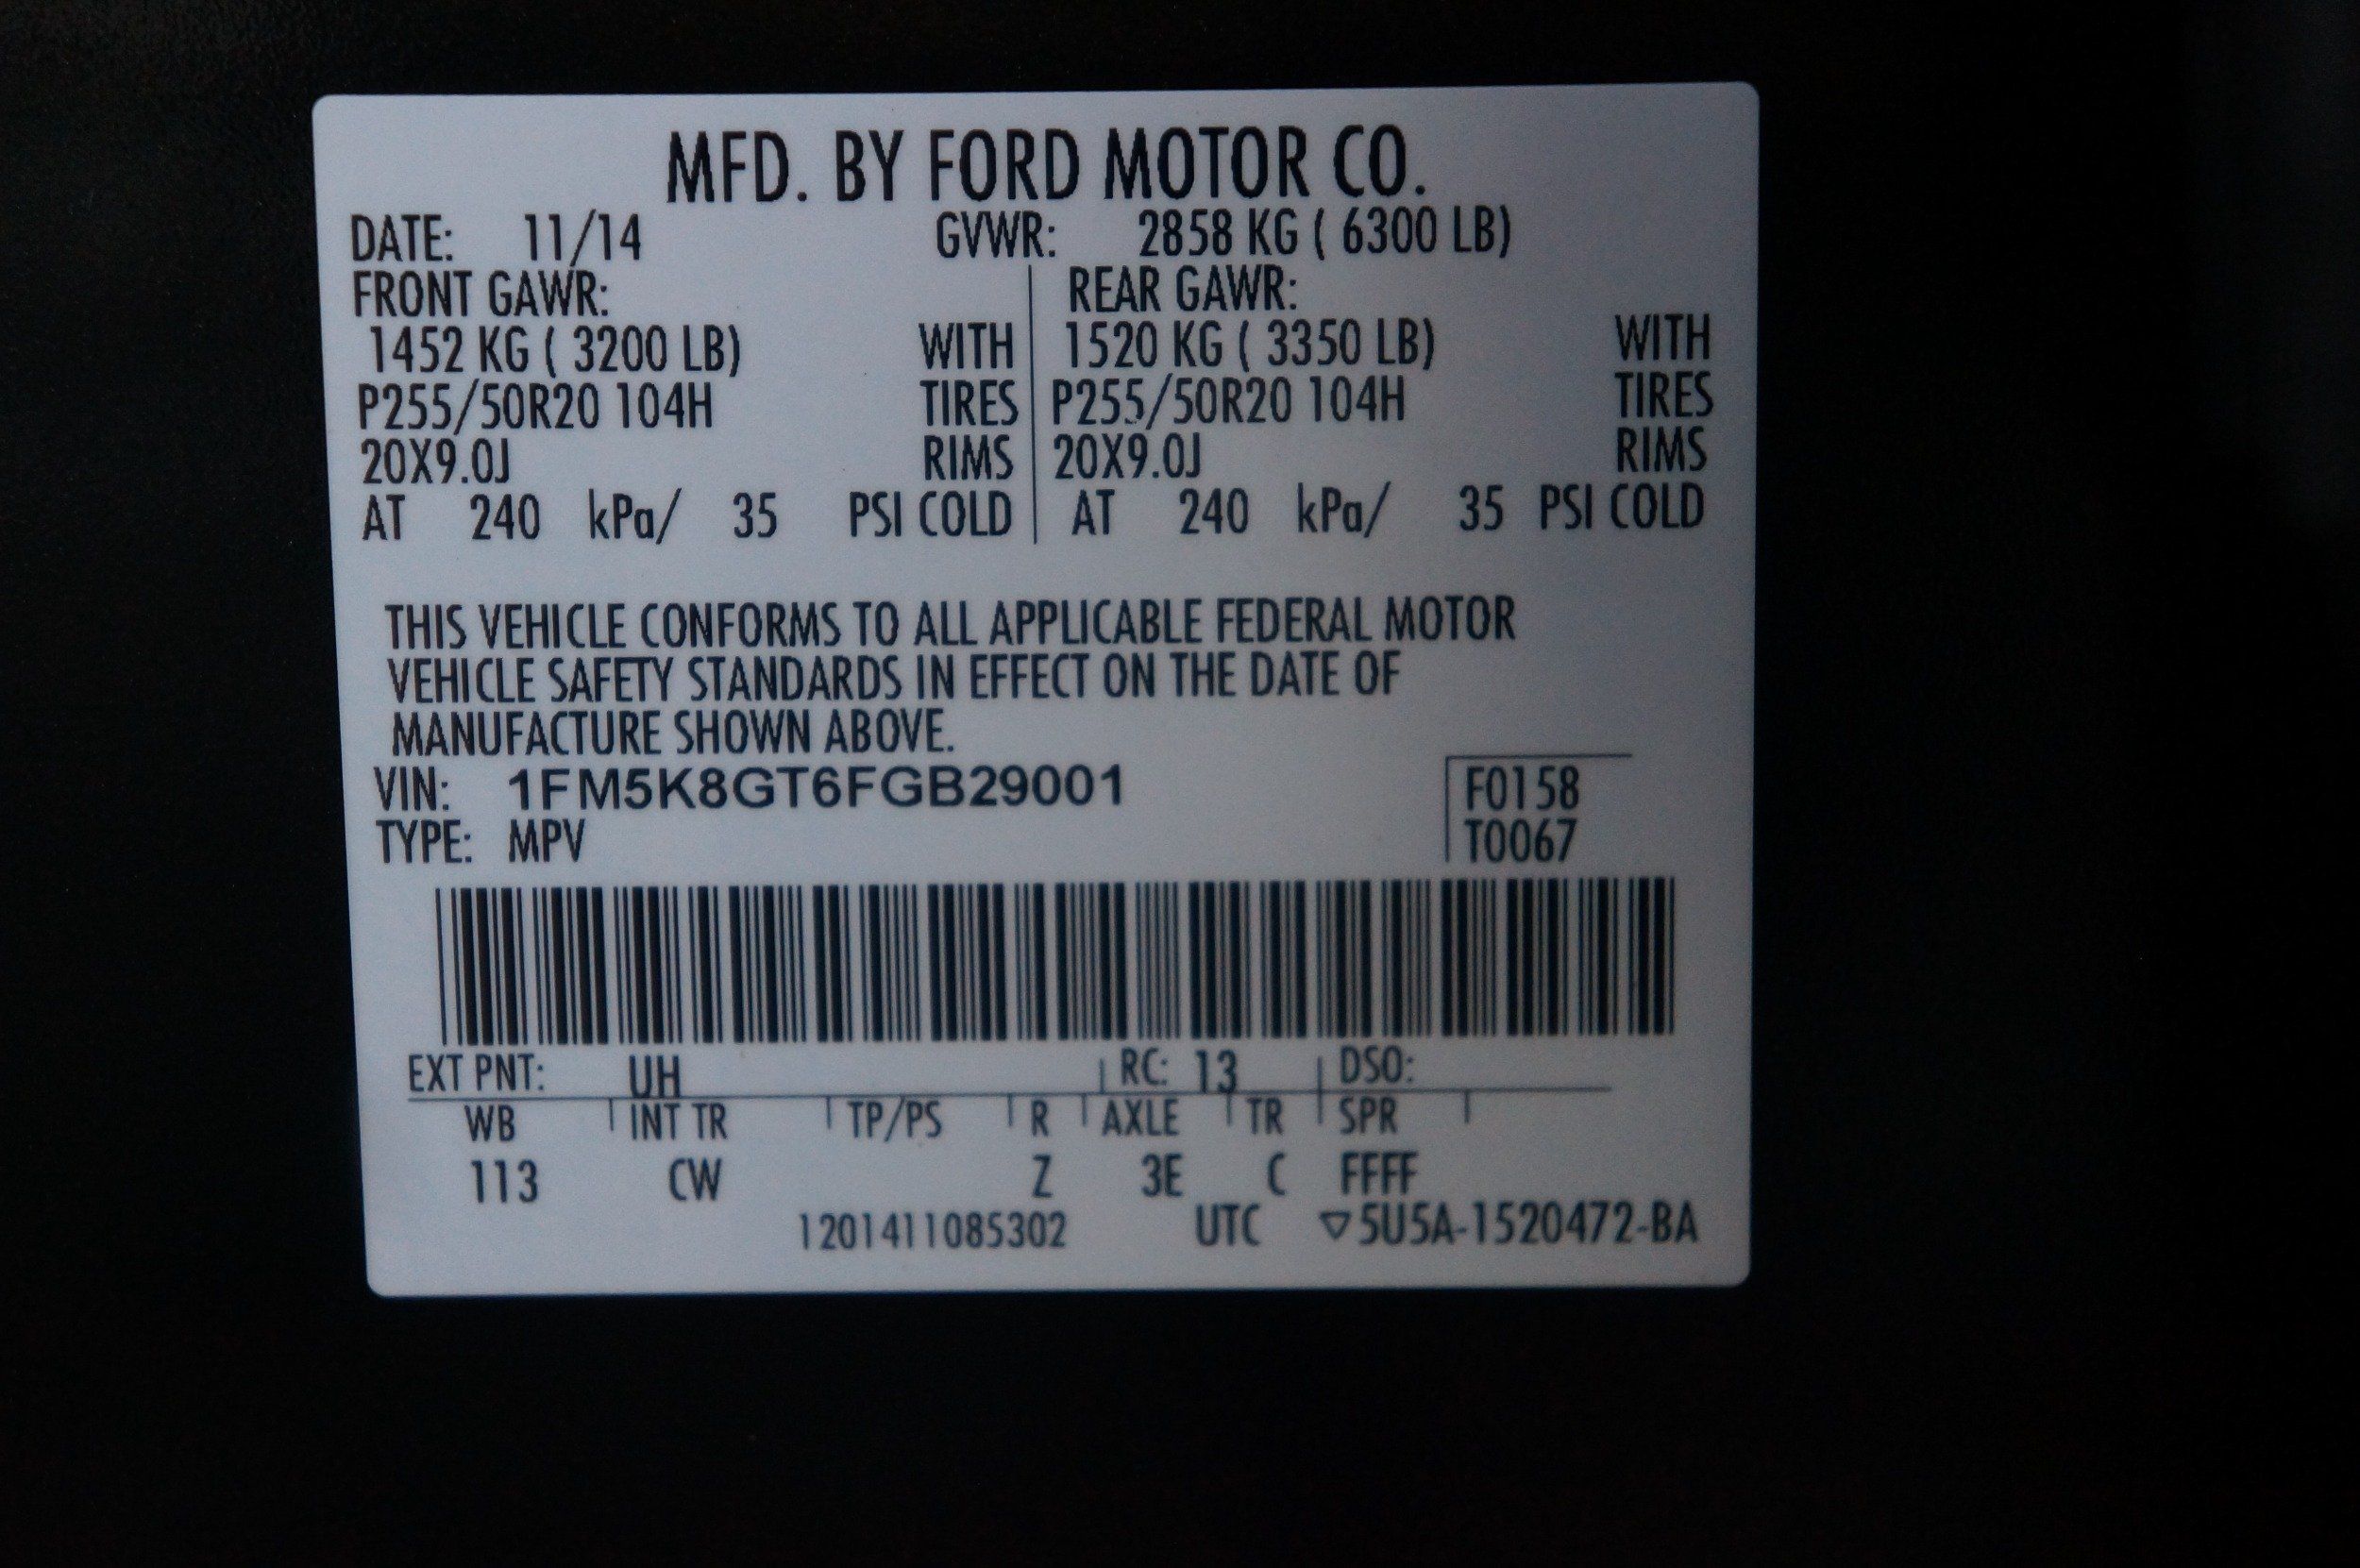 MFD. BY FORD MOTOR CO.
DATE: 11/14 GVWR: 2858 KG ( 6300 LB)
FRONT GAWR: REAR GAWR:
1452 KG ( 3200 LB) WITH 1520 KG ( 3350 LB) WITH
P255/50R20 104H TIRES P255/50R20 104H TIRES
20X9.0J RIMS 20X9.0J RIMS
AT 240 kPa/ 35 PSI COLD AT 240 kPa/ 35 PSI COLD
THIS VEHICLE CONFORMS TO ALL APPLICABLE FEDERAL MOTOR
VEHICLE SAFETY STANDARDS IN EFFECT ON THE DATE OF
MANUFACTURE SHOWN ABOVE.
VIN: 1FM5K8GT6FGB29001 F0158
TYPE: MPV T0067
EXT PNT: UH RC: 13 DSO:
WB INT TR TP/PS R AXLE TR SPR
113 CW Z 3E C FFFF
1201411085302 UTC ▽5U5A-1520472-BA